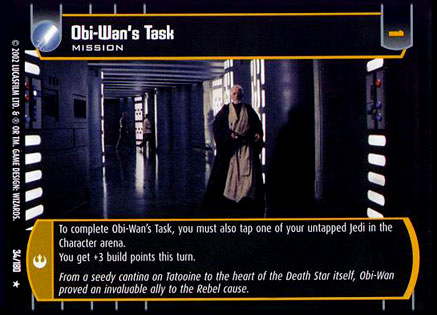 Obi-Wan's Task
MISSION
To complete Obi-Wan's Task, you must also tap one of your untapped Jedi in the
Character arena.
You get +3 build points this turn.
From a seedy cantina on Tatooine to the heart of the Death Star itself, Obi-Wan
proved an invaluable ally to the Rebel cause.
© 2002 LUCASFILM LTD. & ® OR TM. GAME DESIGN: WIZARDS.
34/180